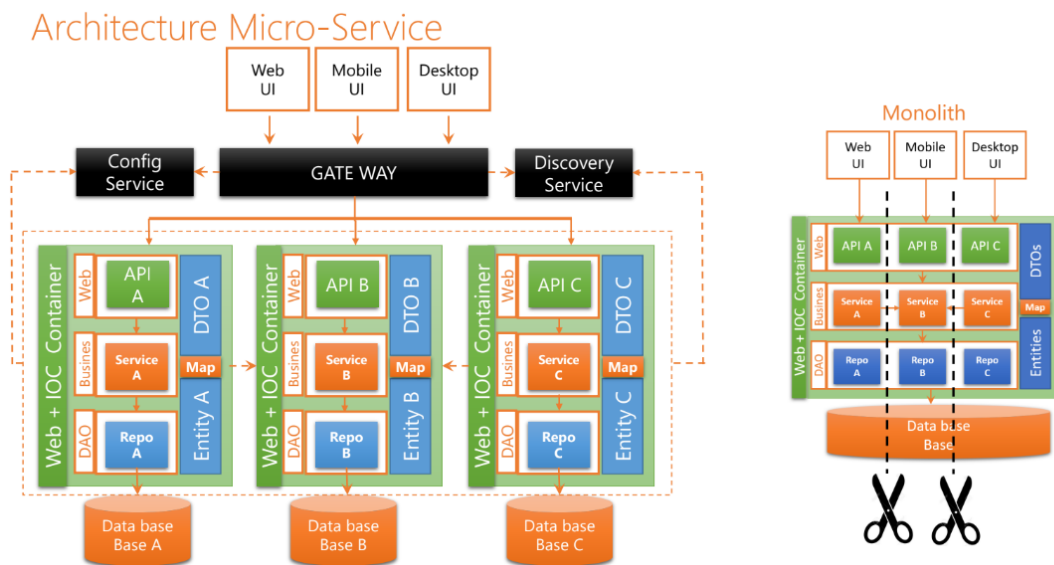 Architecture Micro-Service
Web
UI
Mobile
UI
Desktop
UI
Config
Service
GATE WAY
Discovery
Service
Web + IOC Container
Web
API
A
DTO A
Busines
Service
A
Map
DAO
Repo
A
Entity A
Data base
Base A
Web + IOC Container
Web
API B
DTO B
Busines
Service
B
Map
DAO
Repo
B
Entity B
Data base
Base B
Web + IOC Container
Web
API C
DTO C
Busines
Service
C
Map
DAO
Repo
C
Entity C
Data base
Base C
Monolith
Web
UI
Mobile
UI
Desktop
UI
Web + IOC Container
Web
API A
API B
API C
DTOs
Busines
Service
A
Service
B
Service
C
Map
DAO
Repo
A
Repo
B
Repo
C
Entities
Data base
Base